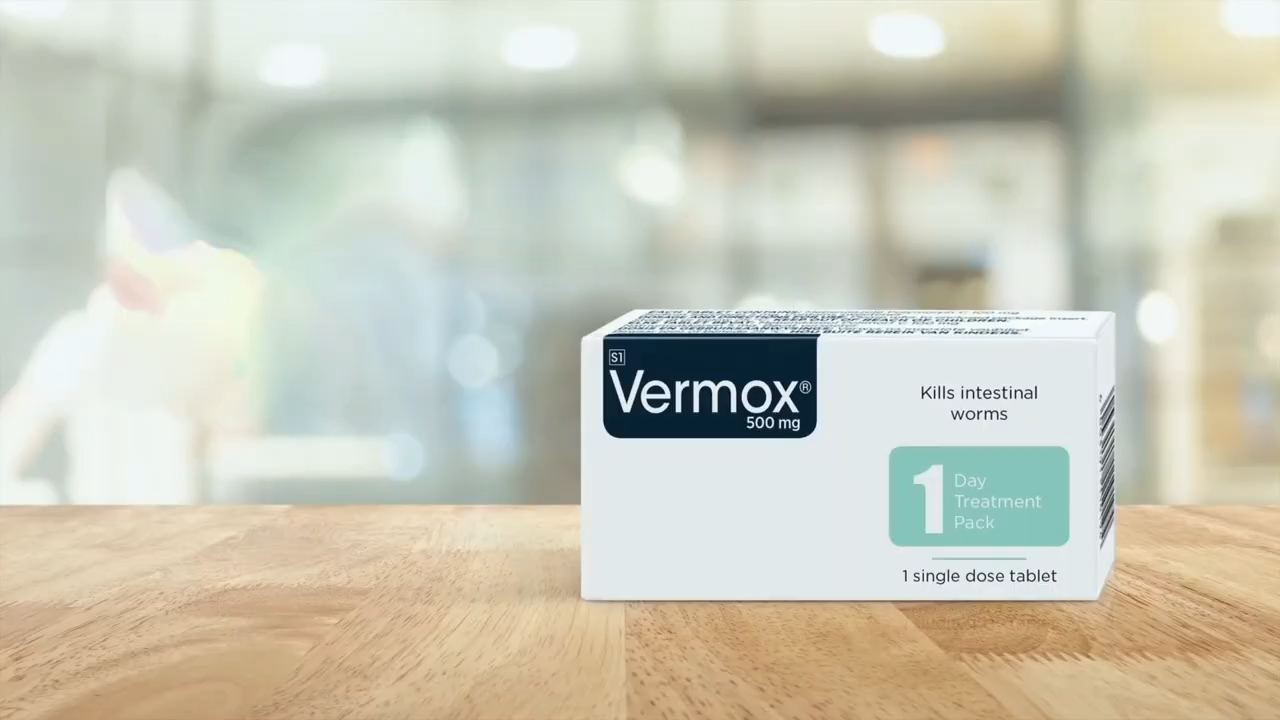 S1
Vermox®
500 mg
Kills intestinal
worms
1 Day
Treatment
Pack
1 single dose tablet